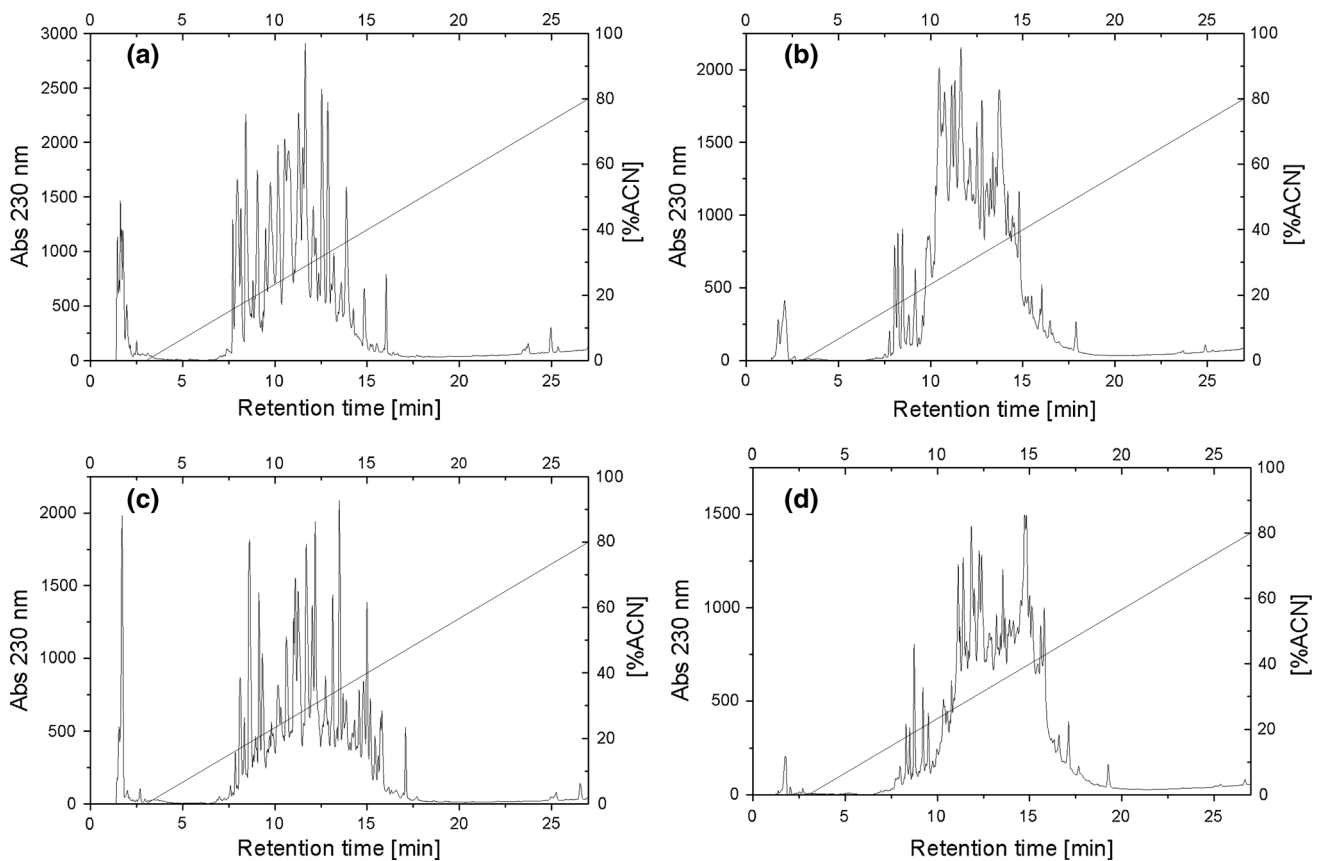 0 5 10 15 20 25
(a)
3000 2500 2000 1500 1000 500 0
Abs 230 nm
100 80 60 40 20 0
[%ACN]
0 5 10 15 20 25
Retention time [min]
0 5 10 15 20 25
(b)
2000 1500 1000 500 0
Abs 230 nm
100 80 60 40 20 0
[%ACN]
0 5 10 15 20 25
Retention time [min]
0 5 10 15 20 25
(c)
2000 1500 1000 500 0
Abs 230 nm
100 80 60 40 20 0
[%ACN]
0 5 10 15 20 25
Retention time [min]
0 5 10 15 20 25
(d)
1500 1000 500 0
Abs 230 nm
100 80 60 40 20 0
[%ACN]
0 5 10 15 20 25
Retention time [min]